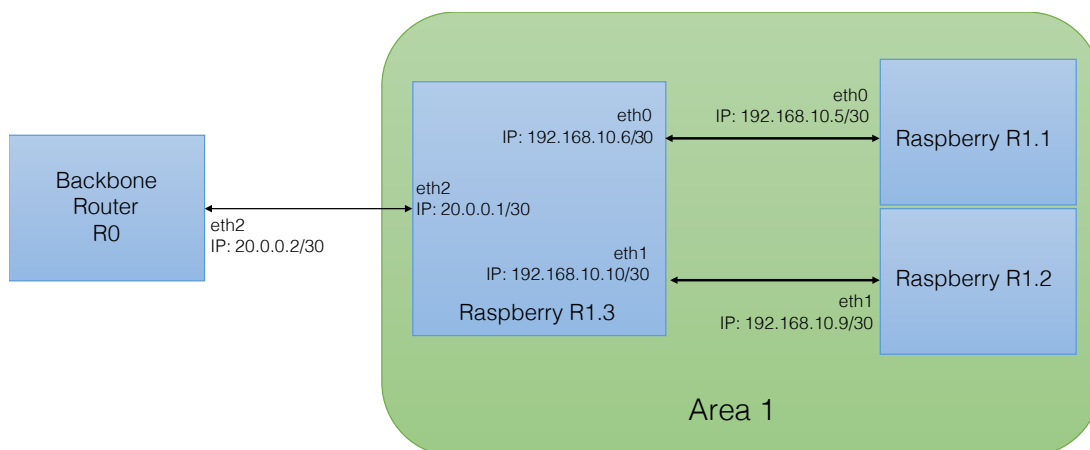 Backbone
Router
R0
eth2
IP: 20.0.0.2/30
eth0
IP: 192.168.10.6/30
eth2
IP: 20.0.0.1/30
eth1
IP: 192.168.10.10/30
Raspberry R1.3
eth0
IP: 192.168.10.5/30
Raspberry R1.1
Raspberry R1.2
eth1
IP: 192.168.10.9/30
Area 1